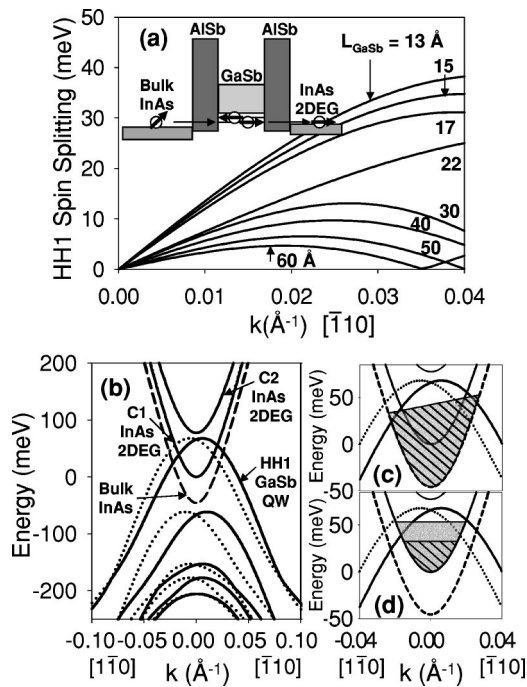 (a)
AlSb
AlSb
GaSb
Bulk
InAs
InAs
2DEG
L_GaSb = 13 Å
15
17
22
30
40
50
60 Å
HH1 Spin Splitting (meV)
50
40
30
20
10
0
0.00 0.01 0.02 0.03 0.04
k(Å⁻¹) [1̅10]
(b)
C1
InAs
2DEG
C2
InAs
2DEG
Bulk
InAs
HH1
GaSb
QW
Energy (meV)
200
100
0
-100
-200
-0.10 -0.05 0.00 0.05 0.10
[11̅0] k (Å⁻¹) [1̅10]
(c)
Energy (meV)
50
0
-50
(d)
Energy (meV)
50
0
-50
-0.04 0.00 0.04
[11̅0] k (Å⁻¹) [1̅10]